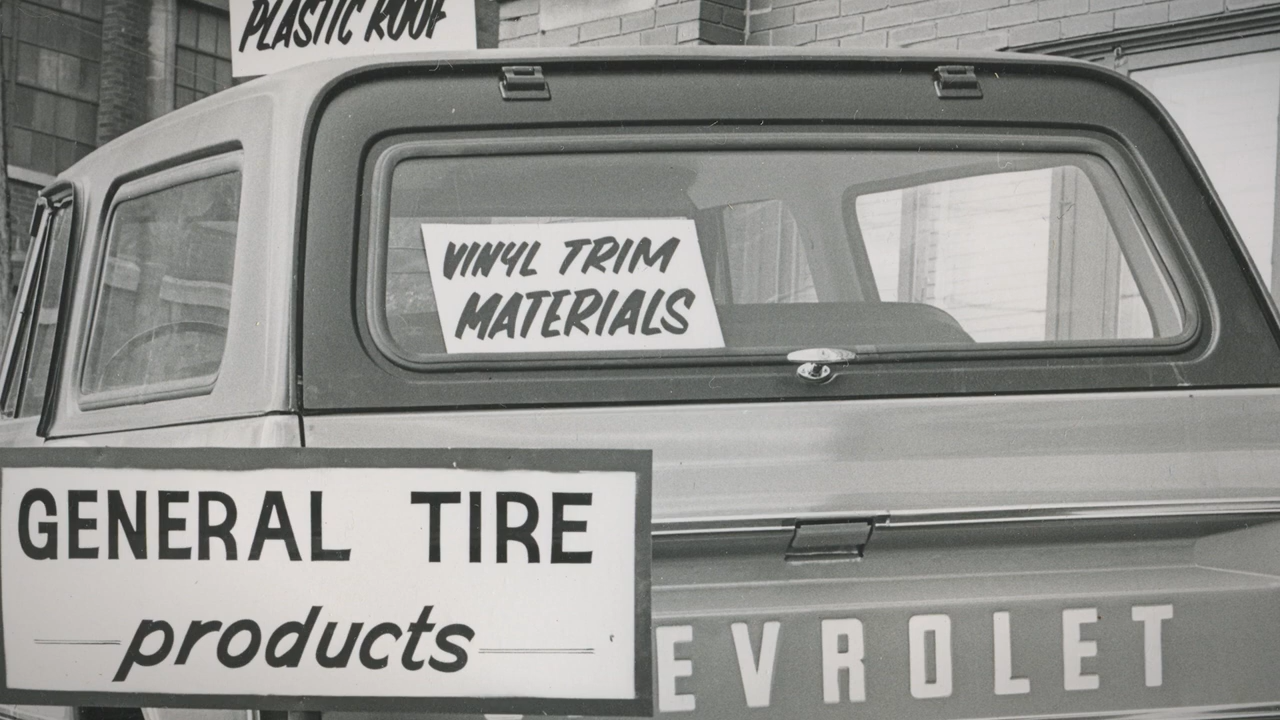 PLASTIC ROOF
VINYL TRIM
MATERIALS
GENERAL TIRE
products
EVROLET